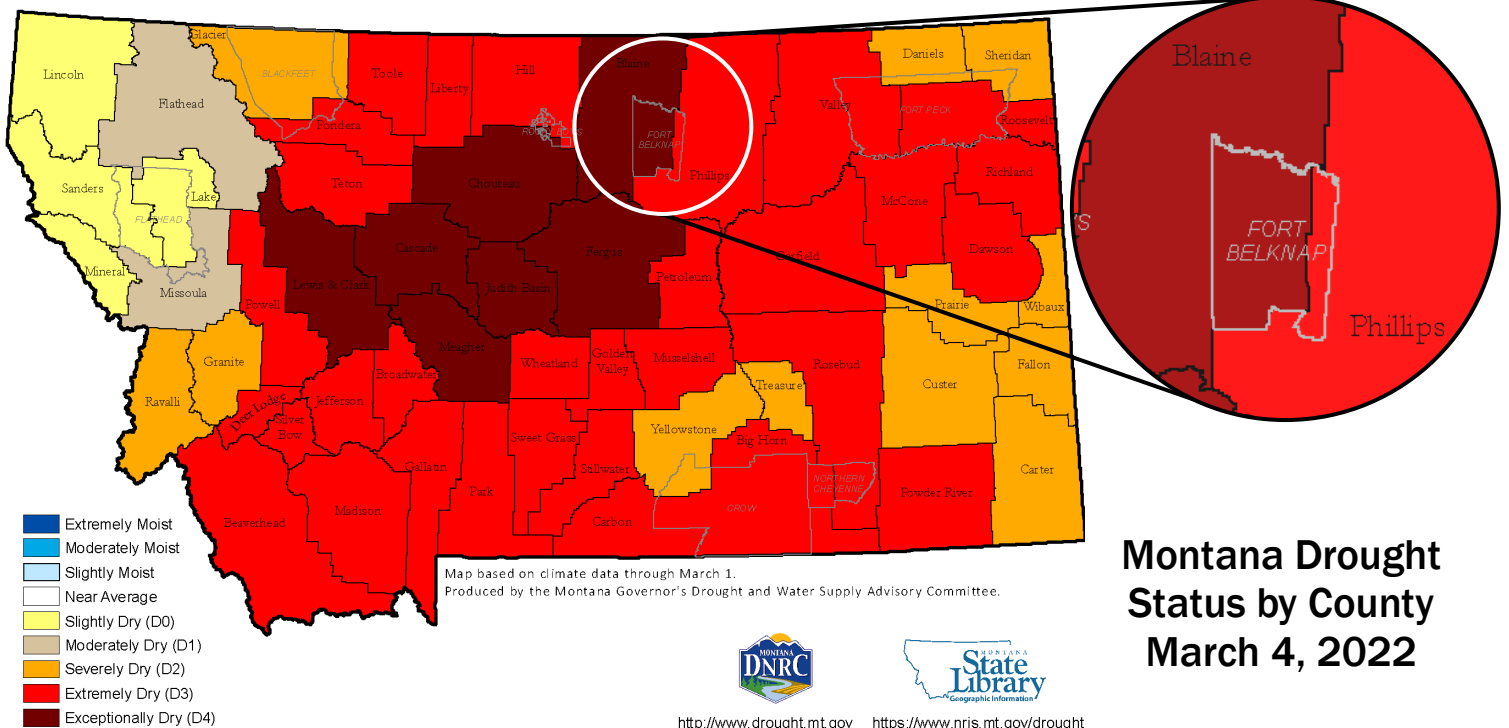 Glacier
Daniels
Sheridan
Lincoln
BLACKFEET
Toole
Hill
Blaine
Liberty
Flathead
Valley
FORT PECK
Roosevelt
Pondera
FORT
BELKNAP
Sanders
Lake
Teton
Chouteau
Phillips
Richland
McCone
FLATHEAD
Cascade
Fergus
Garfield
Dawson
Mineral
Missoula
Lewis & Clark
Judith Basin
Petroleum
Powell
Prairie
Wibaux
Meagher
Granite
Broadwater
Wheatland
Golden
Valley
Musselshell
Rosebud
Fallon
Ravalli
Jefferson
Treasure
Custer
Deer Lodge
Silver
Bow
Sweet Grass
Yellowstone
Big Horn
Gallatin
Stillwater
Carter
Park
NORTHERN
CHEYENNE
Powder River
Beaverhead
Madison
Carbon
CROW
Blaine
S
FORT
BELKNAP
Phillips
Extremely Moist
Moderately Moist
Slightly Moist
Near Average
Slightly Dry (D0)
Moderately Dry (D1)
Severely Dry (D2)
Extremely Dry (D3)
Exceptionally Dry (D4)
Map based on climate data through March 1.
Produced by the Montana Governor's Drought and Water Supply Advisory Committee.
MONTANA
DNRC
MONTANA
State
Library
Geographic Information
http://www.drought.mt.gov https://www.nris.mt.gov/drought
Montana Drought
Status by County
March 4, 2022